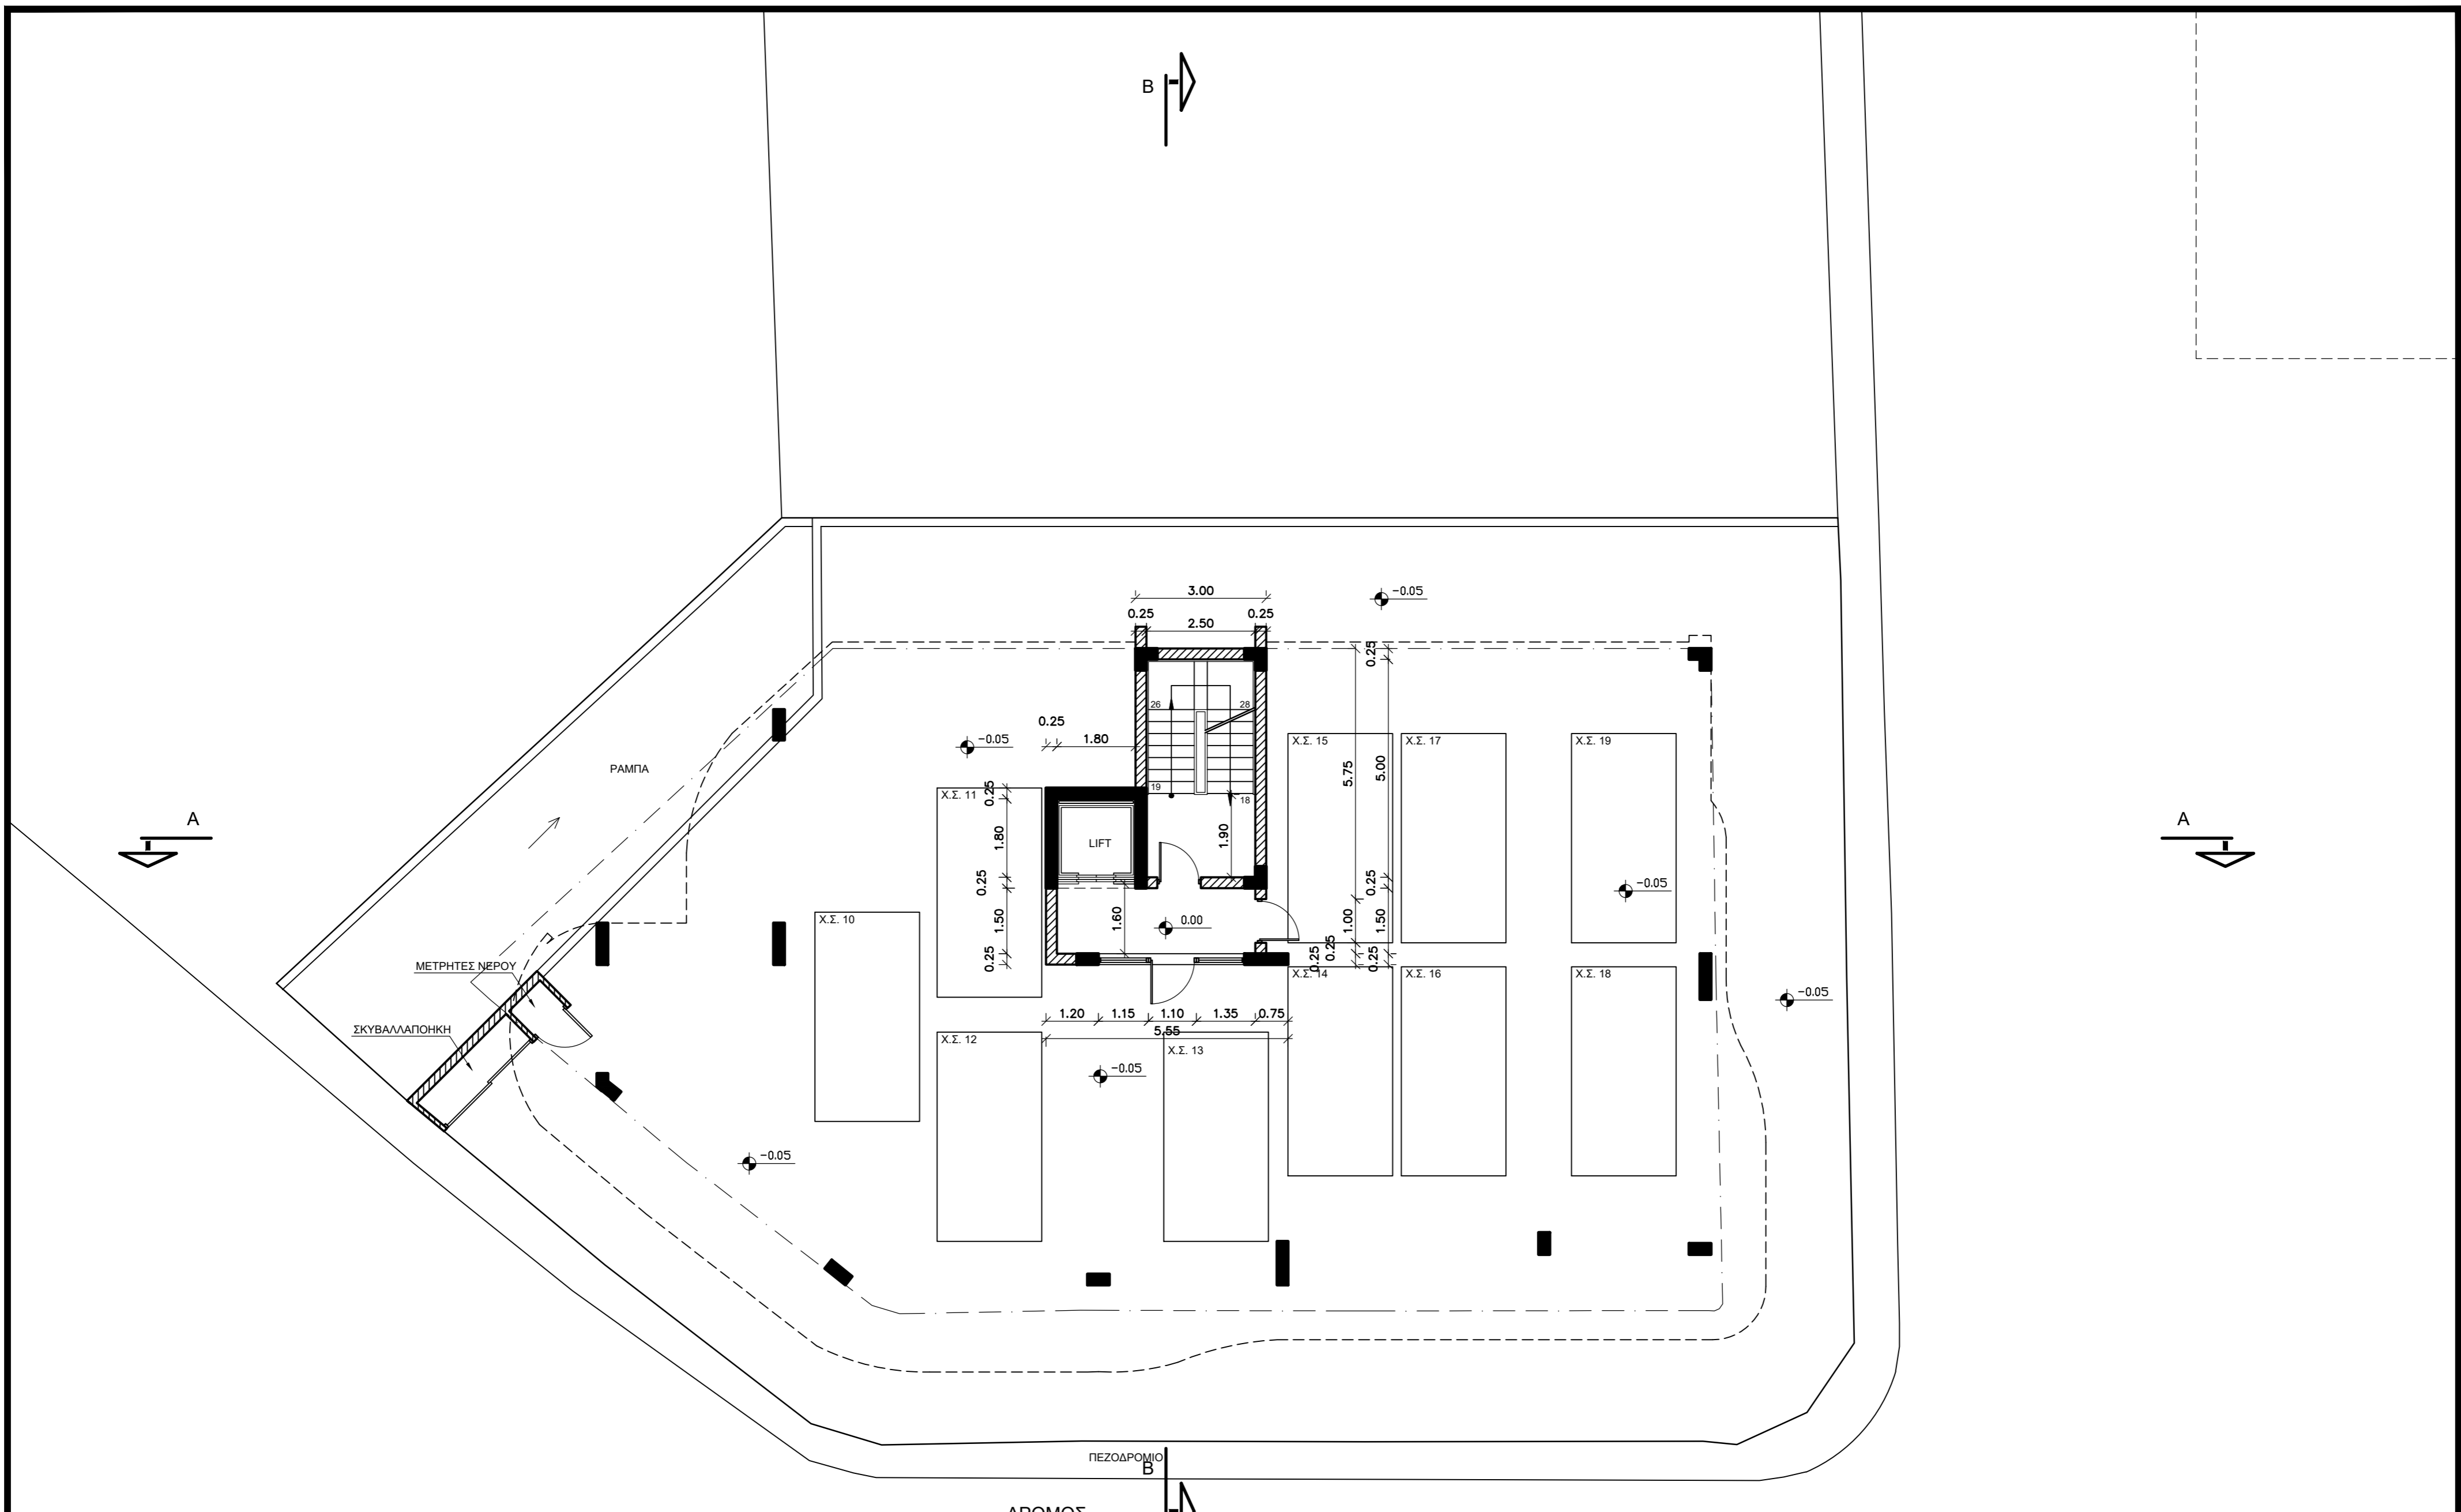 B
3.00
-0.05
0.25
0.25
2.50
0.25
26
28
0.25
1.80
-0.05
Χ.Σ. 15
Χ.Σ. 17
Χ.Σ. 19
ΡΑΜΠΑ
5.75
5.00
19
18
Χ.Σ. 11
0.25
A
A
1.80
LIFT
1.90
0.25
0.25
-0.05
Χ.Σ. 10
1.50
1.60
0.00
1.00
1.50
0.25
0.25
0.25
0.25
ΜΕΤΡΗΤΕΣ ΝΕΡΟΥ
Χ.Σ. 14
Χ.Σ. 16
Χ.Σ. 18
-0.05
1.20
1.15
1.10
1.35
0.75
ΣΚΥΒΑΛΛΑΠΟΗΚΗ
5.55
Χ.Σ. 12
Χ.Σ. 13
-0.05
-0.05
ΠΕΖΟΔΡΟΜΙΟ
B
ΔΡΟΜΟΣ